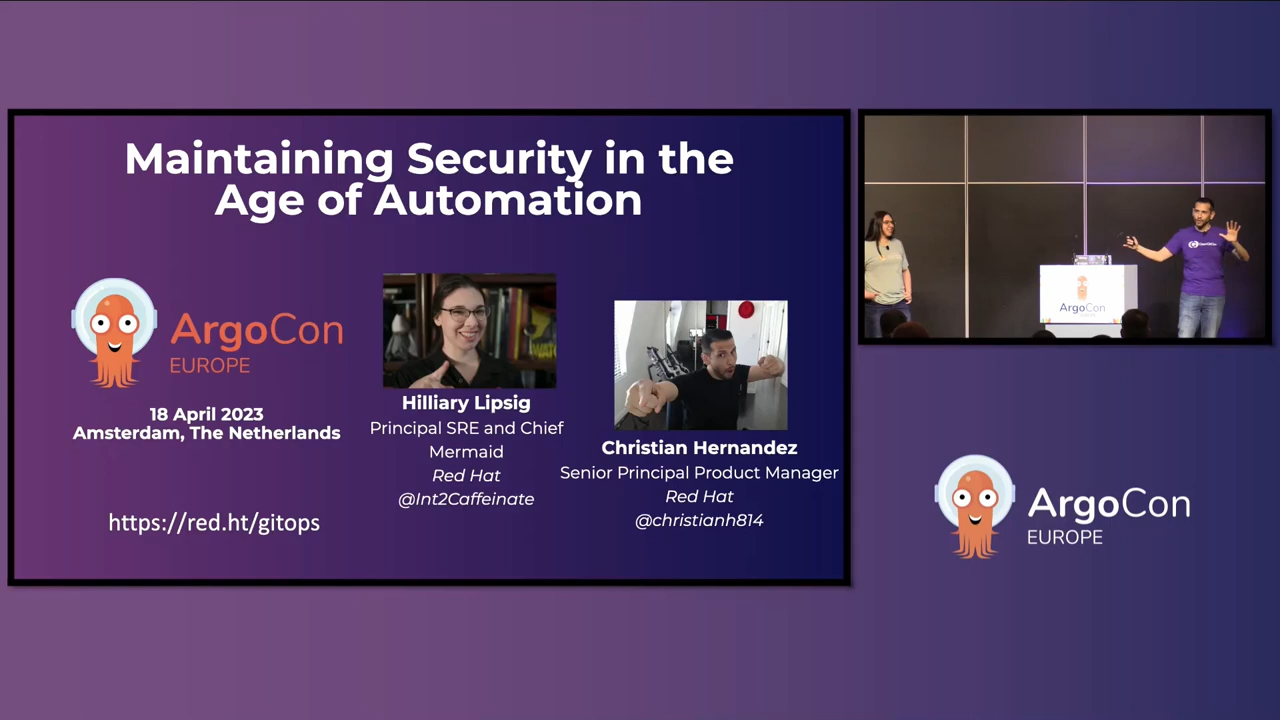 Maintaining Security in the
Age of Automation
ArgoCon
EUROPE
18 April 2023
Amsterdam, The Netherlands
https://red.ht/gitops
Hilliary Lipsig
Principal SRE and Chief
Mermaid
Red Hat
@Int2Caffeinate
Christian Hernandez
Senior Principal Product Manager
Red Hat
@christianh814
ArgoCon
ArgoCon
EUROPE